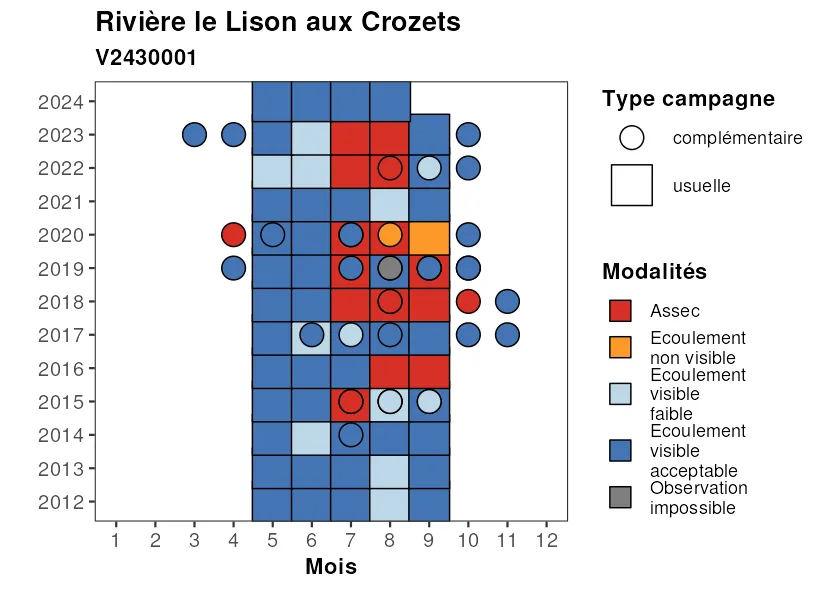 Rivière le Lison aux Crozets
V2430001
2024
2023
2022
2021
2020
2019
2018
2017
2016
2015
2014
2013
2012
1 2 3 4 5 6 7 8 9 10 11 12
Mois
Type campagne
complémentaire
usuelle
Modalités
Assec
Ecoulement
non visible
Ecoulement
visible
faible
Ecoulement
visible
acceptable
Observation
impossible